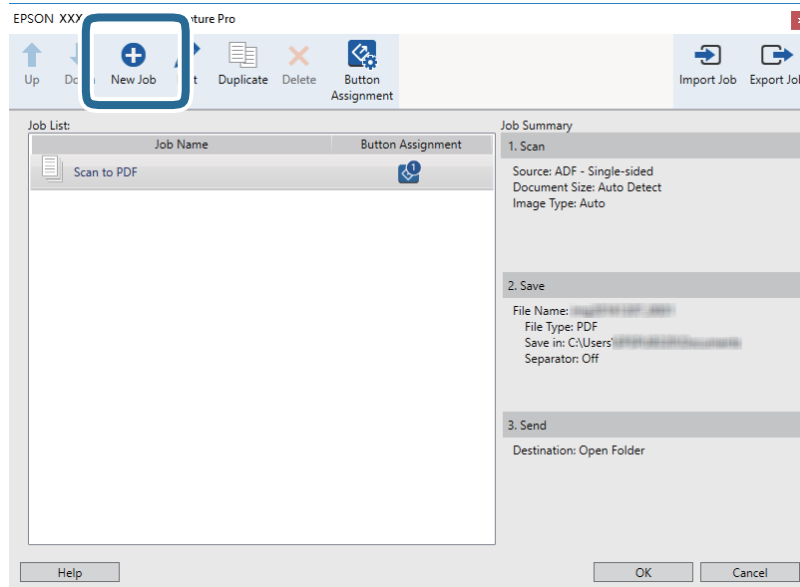 EPSON XXX ture Pro
Up
New Job
Duplicate
Delete
Button
Assignment
Import Job
Export Job
Job List:
Job Name
Button Assignment
Scan to PDF
1
Job Summary
1. Scan
Source: ADF - Single-sided
Document Size: Auto Detect
Image Type: Auto
2. Save
File Name:
File Type: PDF
Save in: C:\Users\
Separator: Off
3. Send
Destination: Open Folder
Help
OK
Cancel